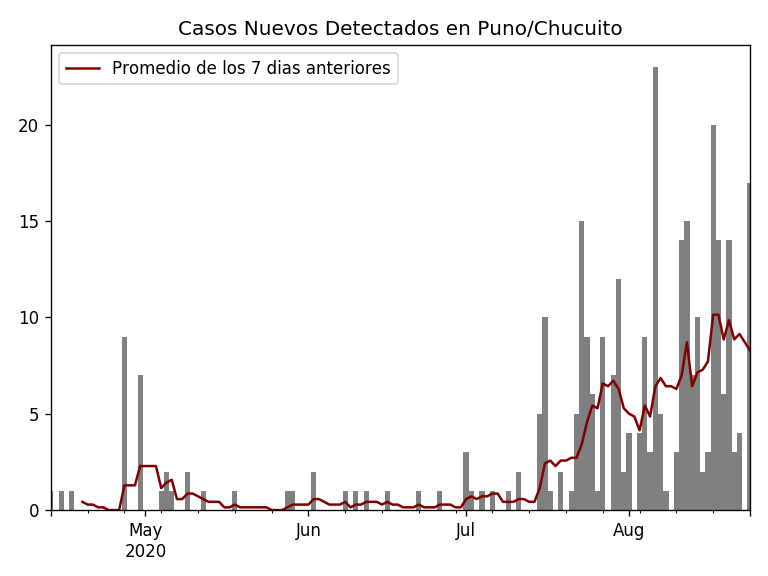 Casos Nuevos Detectados en Puno/Chucuito
Promedio de los 7 dias anteriores
20
15
10
5
0
May Jun Jul Aug
2020